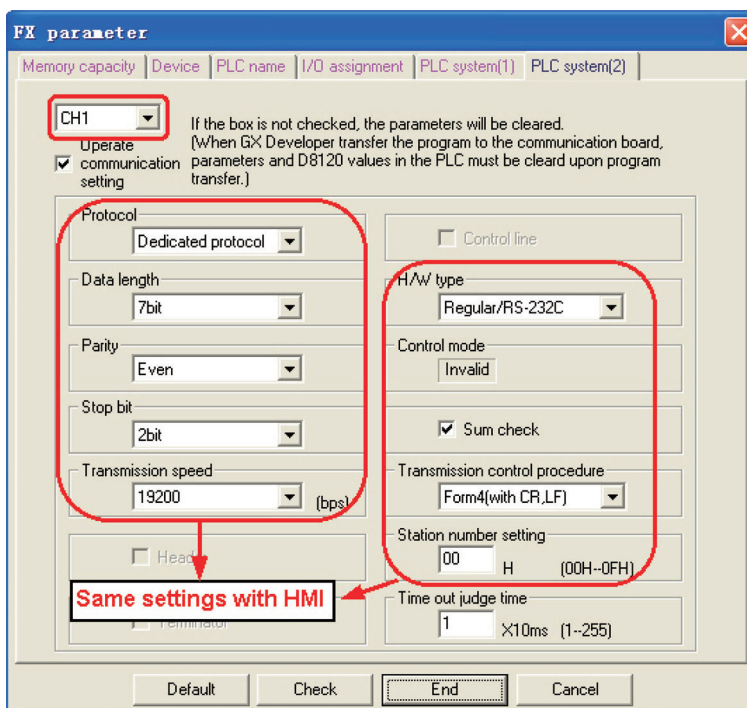 FX parameter
Memory capacity Device PLC name I/O assignment PLC system(1) PLC system(2)
CH1
If the box is not checked, the parameters will be cleared.
Operate communication setting
(When GX Developer transfer the program to the communication board,
parameters and D8120 values in the PLC must be cleard upon program
transfer.)
Protocol
Dedicated protocol
Control line
Data length
7bit
H/W type
Regular/RS-232C
Parity
Even
Control mode
Invalid
Stop bit
2bit
Sum check
Transmission speed
19200 (bps)
Transmission control procedure
Form4(with CR,LF)
Station number setting
00 H (00H--0FH)
Same settings with HMI
Terminator
Time out judge time
1 X10ms (1--255)
Default Check End Cancel